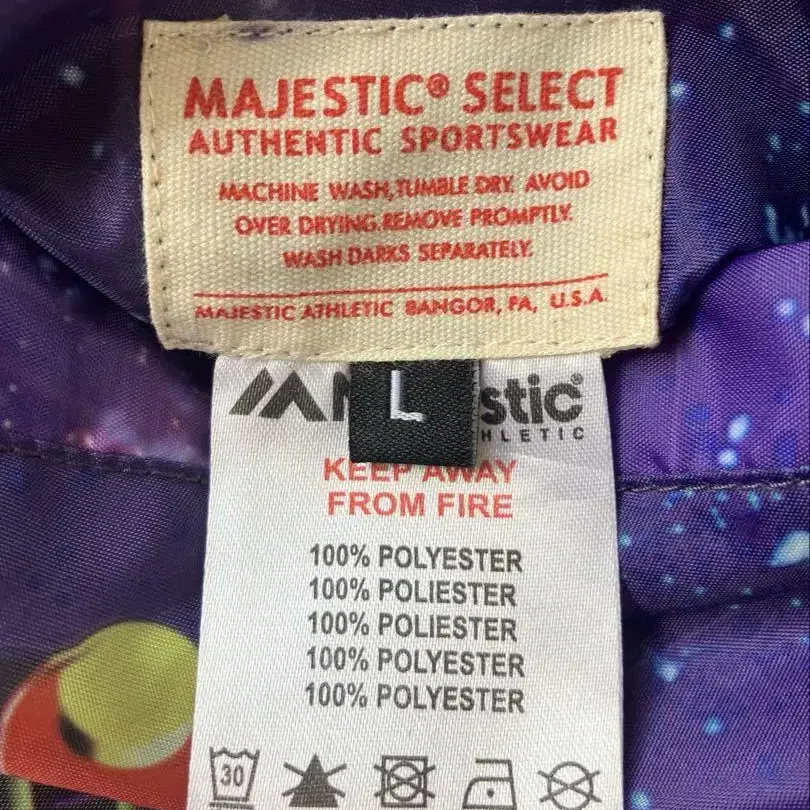 MAJESTIC® SELECT
AUTHENTIC SPORTSWEAR
MACHINE WASH, TUMBLE DRY. AVOID
OVER DRYING. REMOVE PROMPTLY.
WASH DARKS SEPARATELY.
MAJESTIC ATHLETIC BANGOR, PA, U.S.A.
L
stic®
HLETIC
KEEP AWAY
FROM FIRE
100% POLYESTER
100% POLIESTER
100% POLIESTER
100% POLYESTER
100% POLYESTER
30